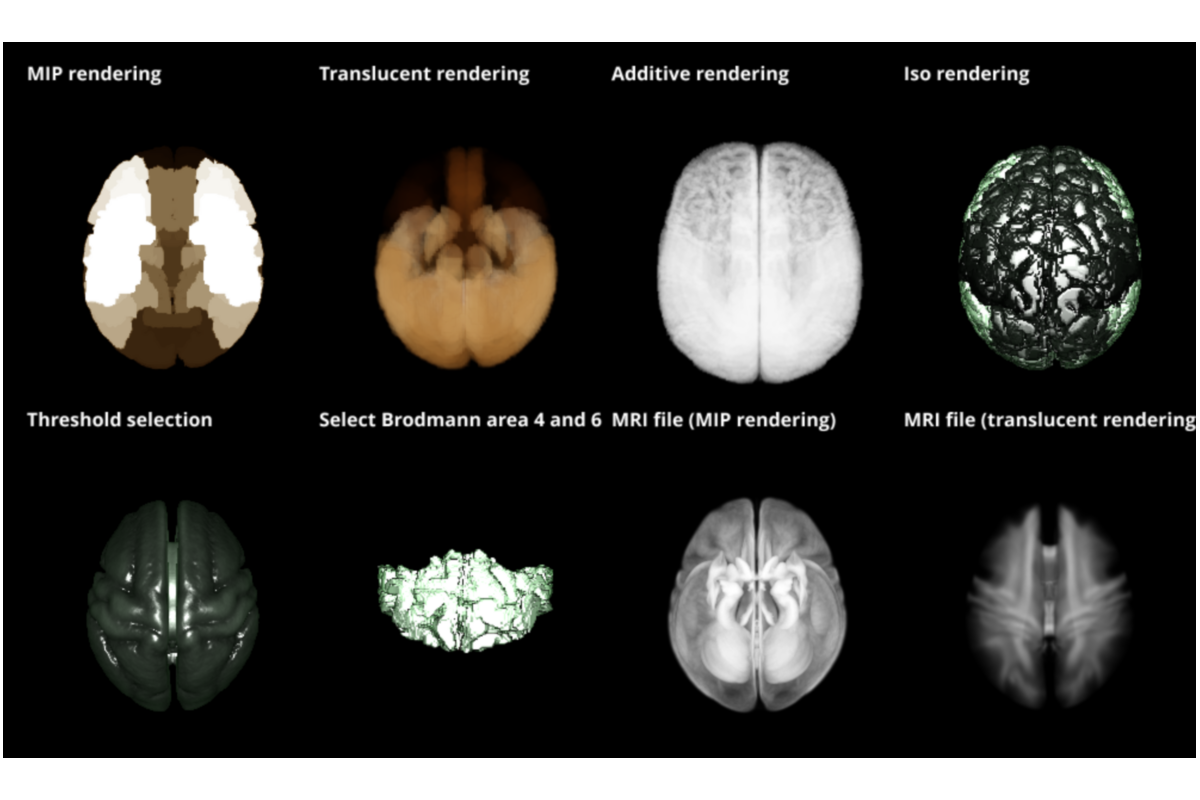 MIP rendering
Translucent rendering
Additive rendering
Iso rendering
Threshold selection
Select Brodmann area 4 and 6
MRI file (MIP rendering)
MRI file (translucent rendering